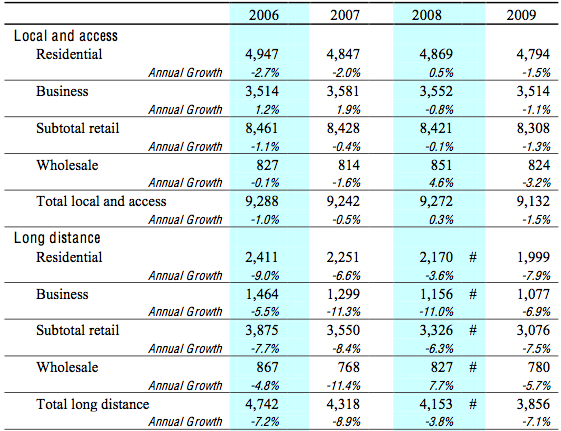 2006 2007 2008 2009
Local and access
Residential 4,947 4,847 4,869 4,794
Annual Growth -2.7% -2.0% 0.5% -1.5%
Business 3,514 3,581 3,552 3,514
Annual Growth 1.2% 1.9% -0.8% -1.1%
Subtotal retail 8,461 8,428 8,421 8,308
Annual Growth -1.1% -0.4% -0.1% -1.3%
Wholesale 827 814 851 824
Annual Growth -0.1% -1.6% 4.6% -3.2%
Total local and access 9,288 9,242 9,272 9,132
Annual Growth -1.0% -0.5% 0.3% -1.5%
Long distance
Residential 2,411 2,251 2,170 # 1,999
Annual Growth -9.0% -6.6% -3.6% -7.9%
Business 1,464 1,299 1,156 # 1,077
Annual Growth -5.5% -11.3% -11.0% -6.9%
Subtotal retail 3,875 3,550 3,326 # 3,076
Annual Growth -7.7% -8.4% -6.3% -7.5%
Wholesale 867 768 827 # 780
Annual Growth -4.8% -11.4% 7.7% -5.7%
Total long distance 4,742 4,318 4,153 # 3,856
Annual Growth -7.2% -8.9% -3.8% -7.1%